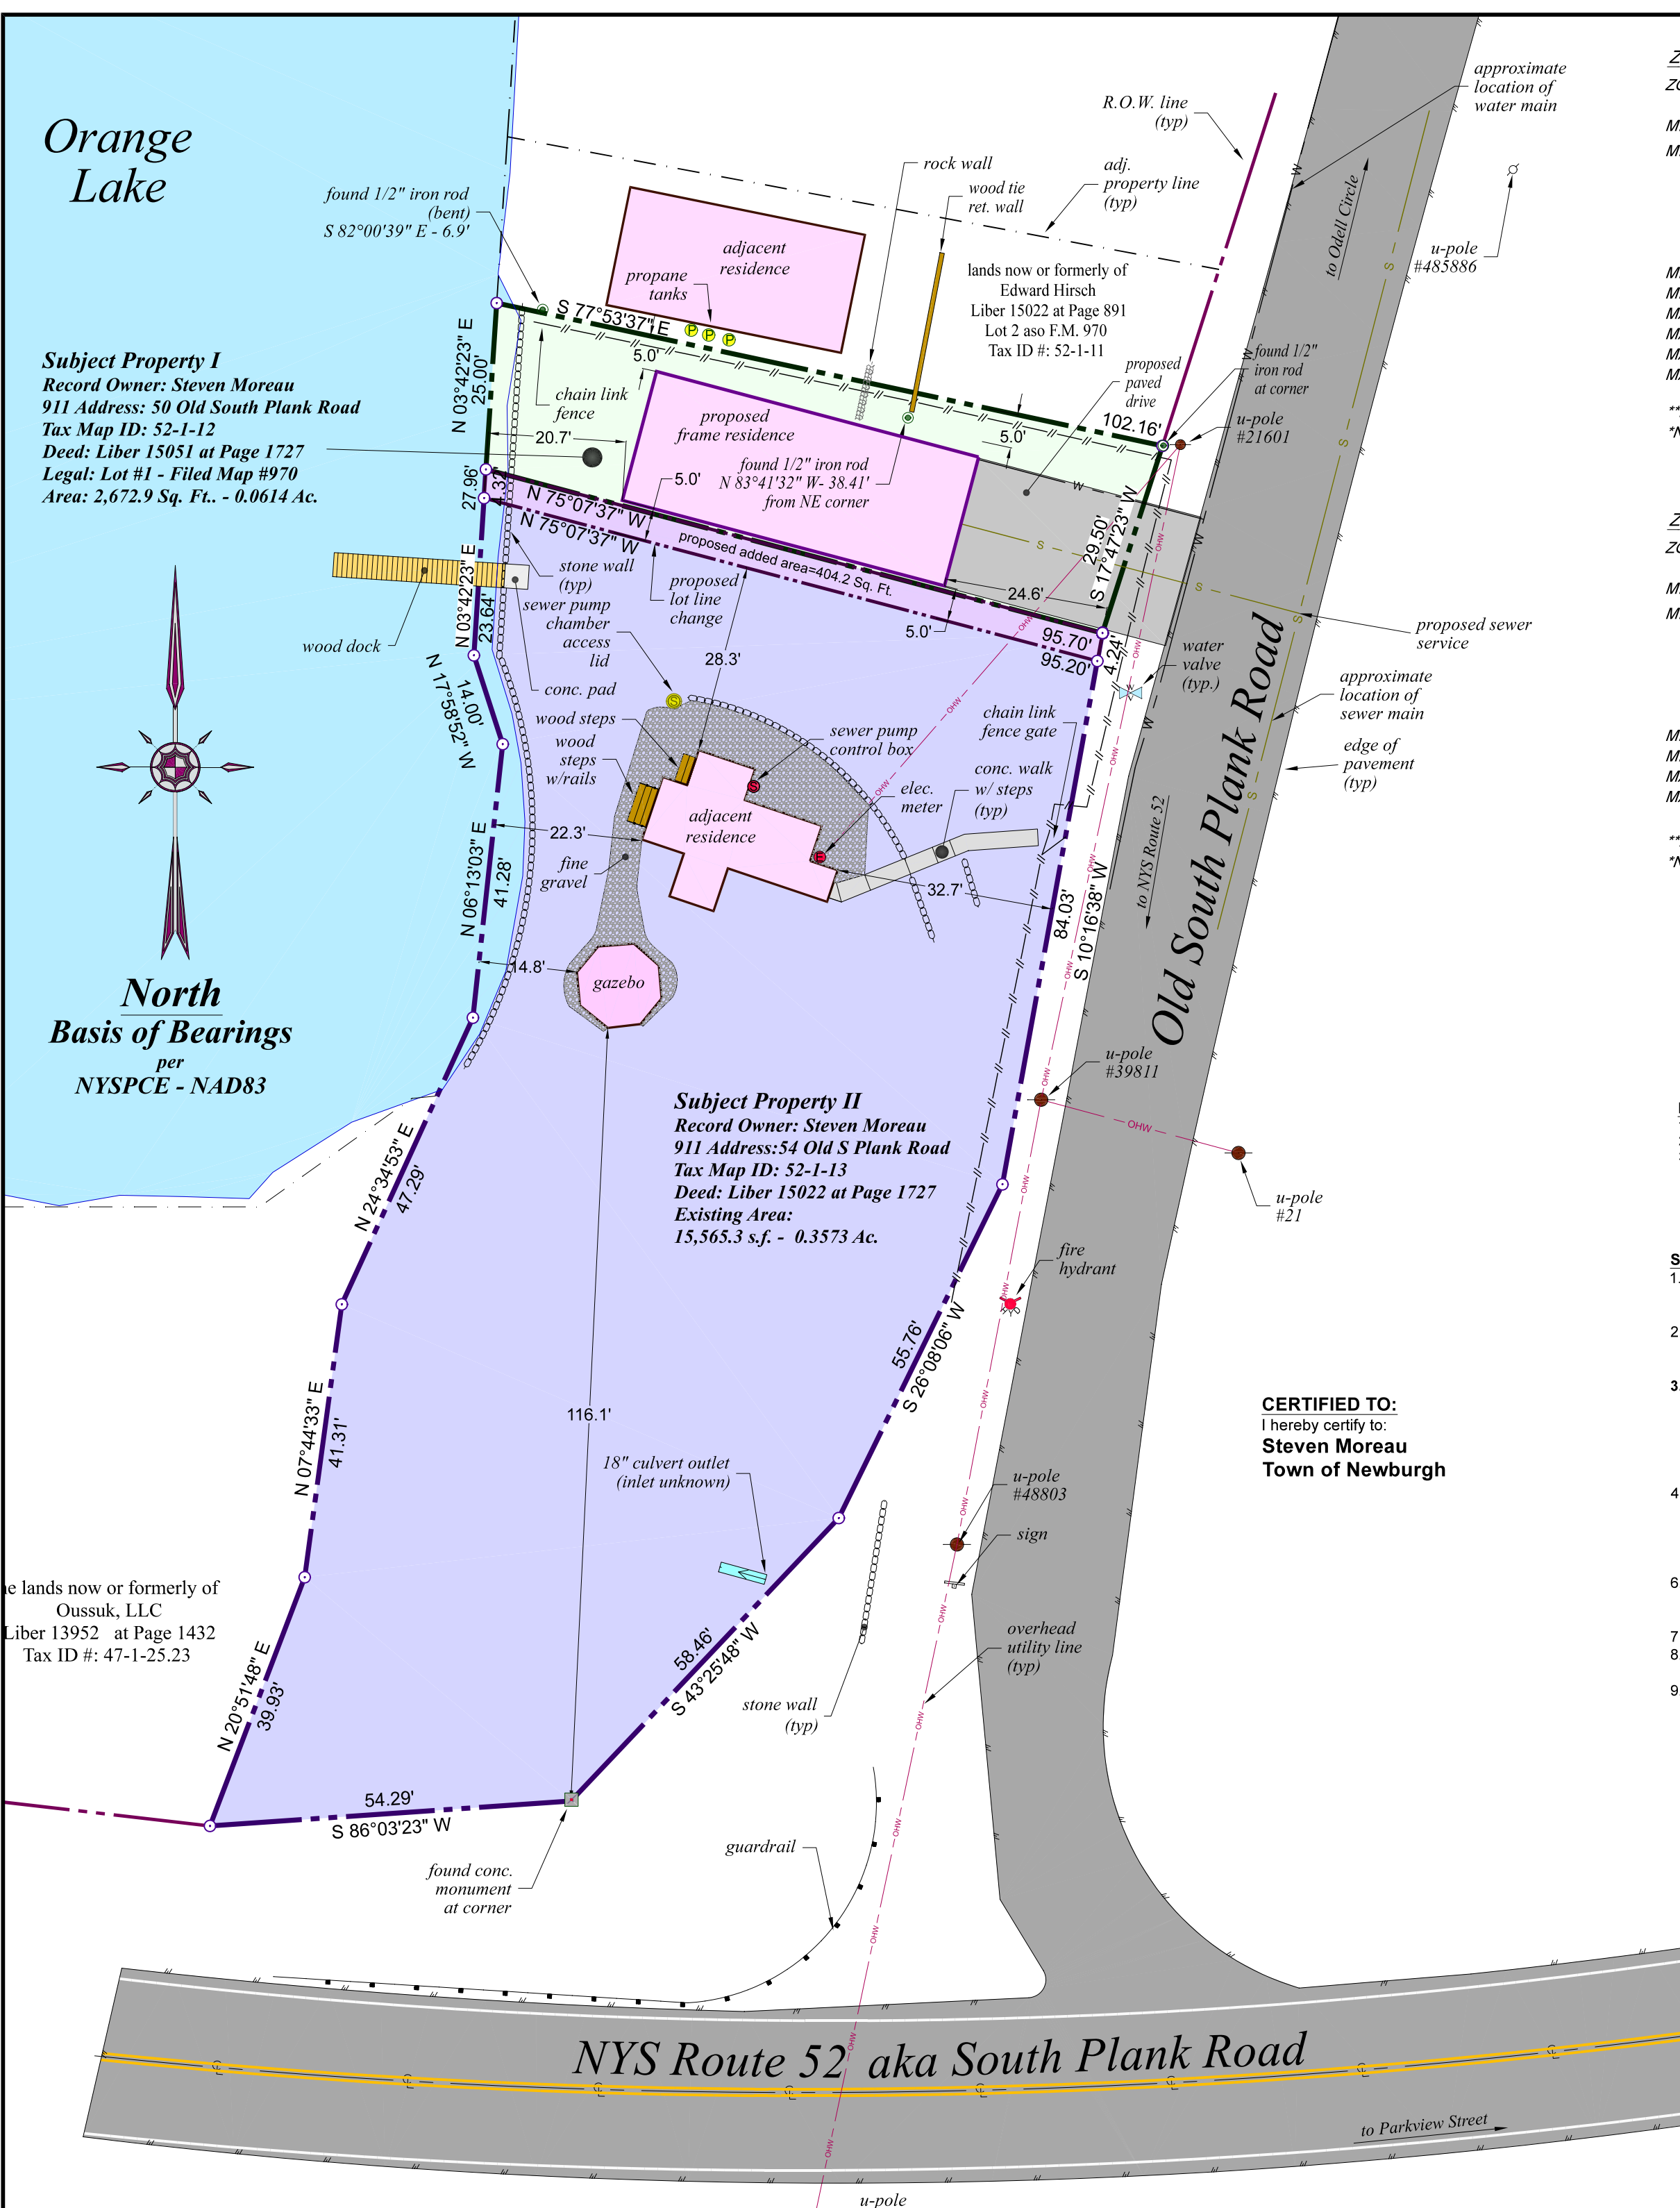 Orange
Lake
found 1/2" iron rod
(bent)
S 82°00'39" E - 6.9'
Subject Property I
Record Owner: Steven Moreau
911 Address: 50 Old South Plank Road
Tax Map ID: 52-1-12
Deed: Liber 15051 at Page 1727
Legal: Lot #1 - Filed Map #970
Area: 2,672.9 Sq. Ft.. - 0.0614 Ac.
R.O.W. line
(typ)
approximate
location of
water main
rock wall
wood tie
ret. wall
adj.
property line
(typ)
to Odell Circle
u-pole
#485886
adjacent
residence
propane
tanks
P
P
P
lands now or formerly of
Edward Hirsch
Liber 15022 at Page 891
Lot 2 aso F.M. 970
Tax ID #: 52-1-11
S 77°53'37" E
102.16'
5.0'
N 03°42'23" E
25.00'
chain link
fence
20.7'
proposed
frame residence
found 1/2" iron rod
N 83°41'32" W- 38.41'
from NE corner
proposed
paved
drive
found 1/2"
iron rod
at corner
u-pole
#21601
5.0'
27.96'
4.32'
N 75°07'37" W
N 75°07'37" W
5.0'
proposed added area=404.2 Sq. Ft.
29.50'
S 17°47'23" W
24.6'
95.70'
95.20'
4.24'
5.0'
N 03°42'23" E
23.64'
stone wall
(typ)
proposed
lot line
change
sewer pump
chamber
access
lid
wood dock
conc. pad
28.3'
N 17°58'52" W
14.00'
water
valve
(typ.)
proposed sewer
service
approximate
location of
sewer main
edge of
pavement
(typ)
wood steps
wood
steps
w/rails
sewer pump
control box
chain link
fence gate
conc. walk
w/ steps
(typ)
elec.
meter
S
S
E
adjacent
residence
22.3'
N 06°13'03" E
41.28'
fine
gravel
32.7'
84.03'
S 10°16'38" W
to NYS Route 52
Old South Plank Road
14.8'
gazebo
North
Basis of Bearings
per
NYSPCE - NAD83
Subject Property II
Record Owner: Steven Moreau
911 Address:54 Old S Plank Road
Tax Map ID: 52-1-13
Deed: Liber 15022 at Page 1727
Existing Area:
15,565.3 s.f. - 0.3573 Ac.
u-pole
#39811
OHW
u-pole
#21
N 24°34'53" E
47.29'
fire
hydrant
55.76'
S 26°08'06" W
116.1'
N 07°44'33" E
41.31'
18" culvert outlet
(inlet unknown)
CERTIFIED TO:
I hereby certify to:
Steven Moreau
Town of Newburgh
u-pole
#48803
sign
lands now or formerly of
Oussuk, LLC
Liber 13952 at Page 1432
Tax ID #: 47-1-25.23
N 20°51'48" E
39.93'
58.46'
S 43°25'48" W
overhead
utility line
(typ)
stone wall
(typ)
54.29'
S 86°03'23" W
found conc.
monument
at corner
guardrail
NYS Route 52 aka South Plank Road
to Parkview Street
u-pole